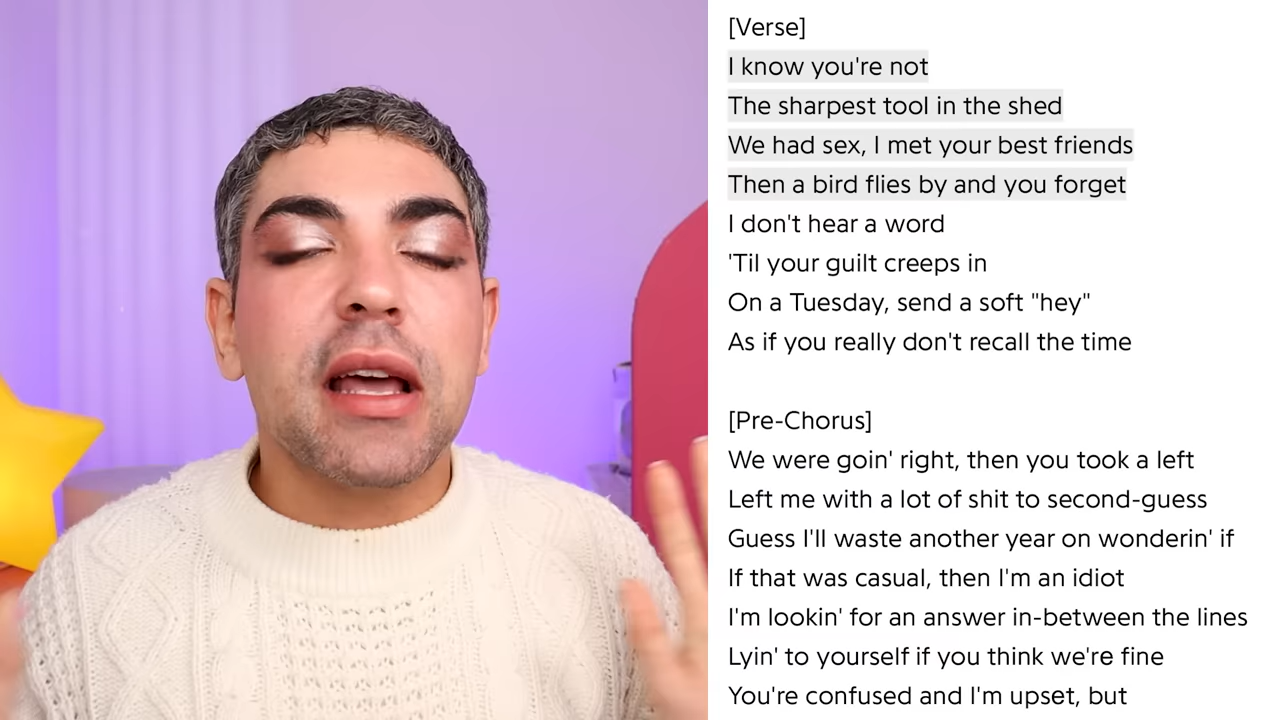 [Verse]
I know you're not
The sharpest tool in the shed
We had sex, I met your best friends
Then a bird flies by and you forget
I don't hear a word
'Til your guilt creeps in
On a Tuesday, send a soft "hey"
As if you really don't recall the time
[Pre-Chorus]
We were goin' right, then you took a left
Left me with a lot of shit to second-guess
Guess I'll waste another year on wonderin' if
If that was casual, then I'm an idiot
I'm lookin' for an answer in-between the lines
Lyin' to yourself if you think we're fine
You're confused and I'm upset, but